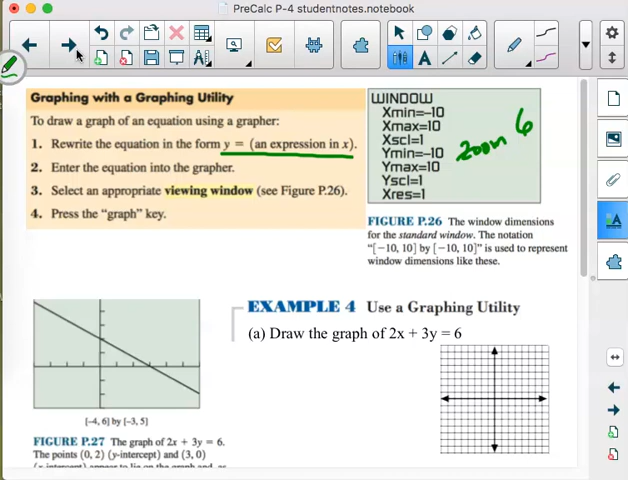 PreCalc P-4 studentnotes.notebook
Graphing with a Graphing Utility
To draw a graph of an equation using a grapher:
1. Rewrite the equation in the form y = (an expression in x).
2. Enter the equation into the grapher.
3. Select an appropriate viewing window (see Figure P.26).
4. Press the “graph” key.
WINDOW
Xmin=-10
Xmax=10
Xscl=1
Ymin=-10
Ymax=10
Yscl=1
Xres=1
zoom 6
FIGURE P.26 The window dimensions
for the standard window. The notation
“[−10, 10] by [−10, 10]” is used to represent
window dimensions like these.
EXAMPLE 4 Use a Graphing Utility
(a) Draw the graph of 2x + 3y = 6
[−4, 6] by [−3, 5]
FIGURE P.27 The graph of 2x + 3y = 6.
The points (0, 2) (y-intercept) and (3, 0)